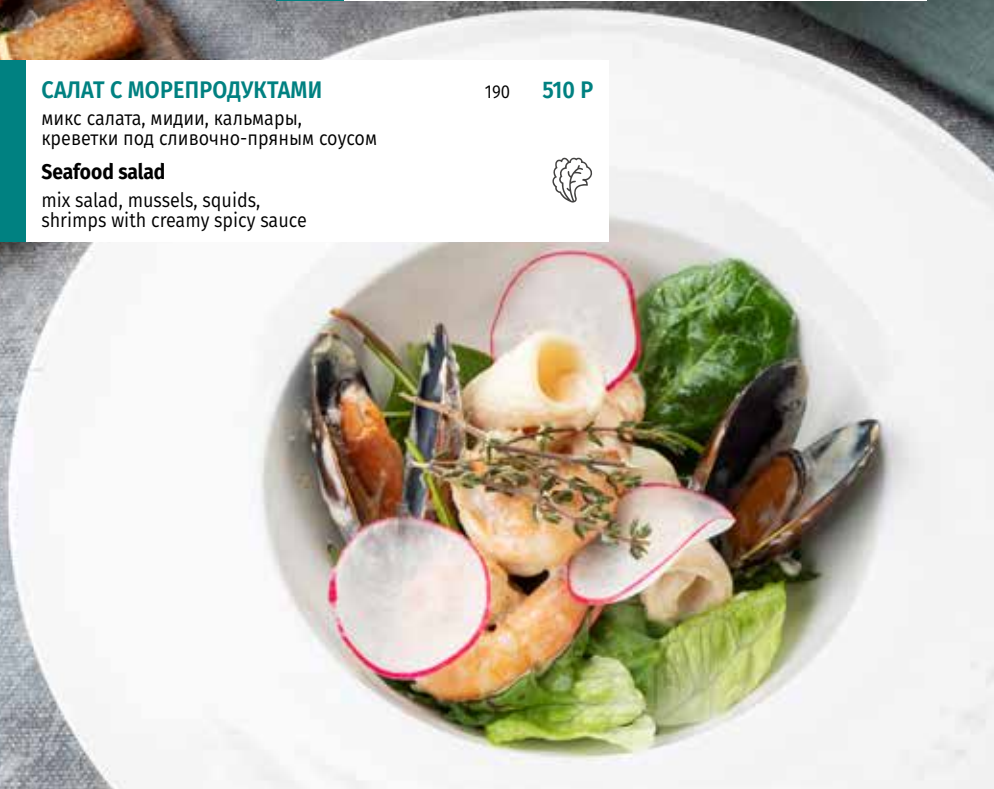 САЛАТ С МОРЕПРОДУКТАМИ 190 510 Р
микс салата, мидии, кальмары,
креветки под сливочно-пряным соусом
Seafood salad
mix salad, mussels, squids,
shrimps with creamy spicy sauce